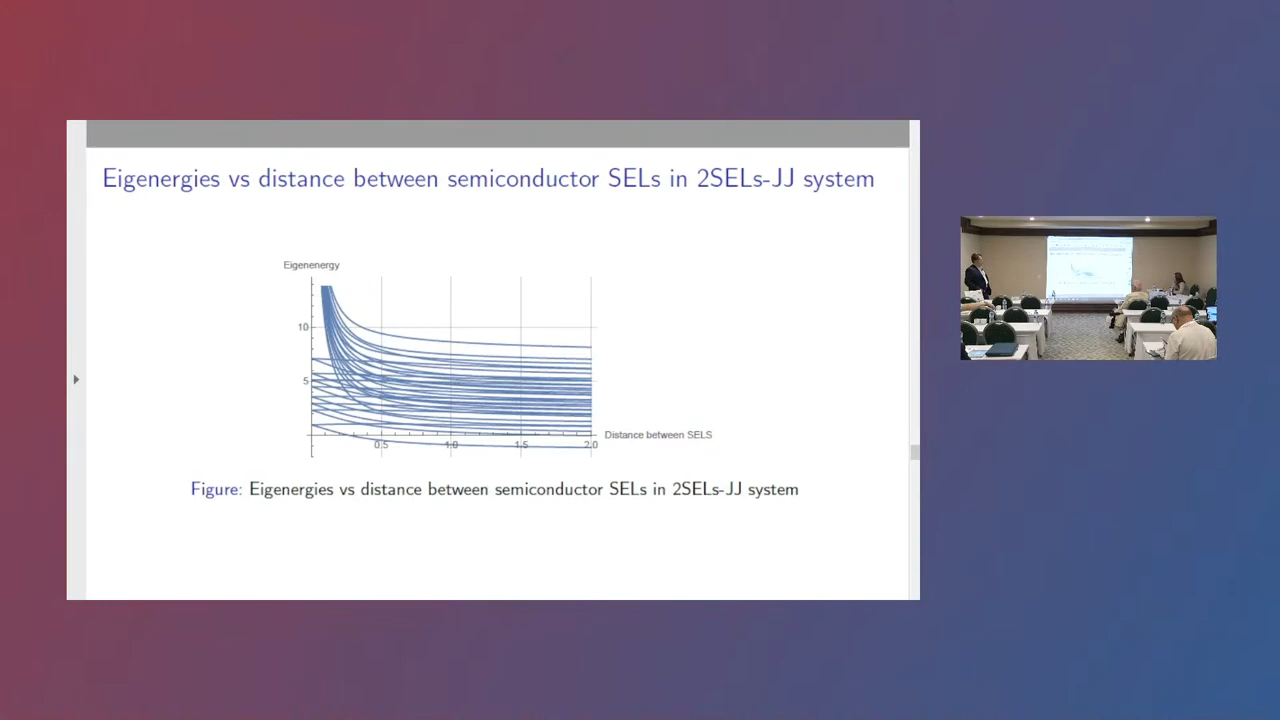 Eigenergies vs distance between semiconductor SELs in 2SELs-JJ system
Eigenenergy
10
5
0.5
1.0
1.5
2.0
Distance between SELS
Figure: Eigenergies vs distance between semiconductor SELs in 2SELs-JJ system